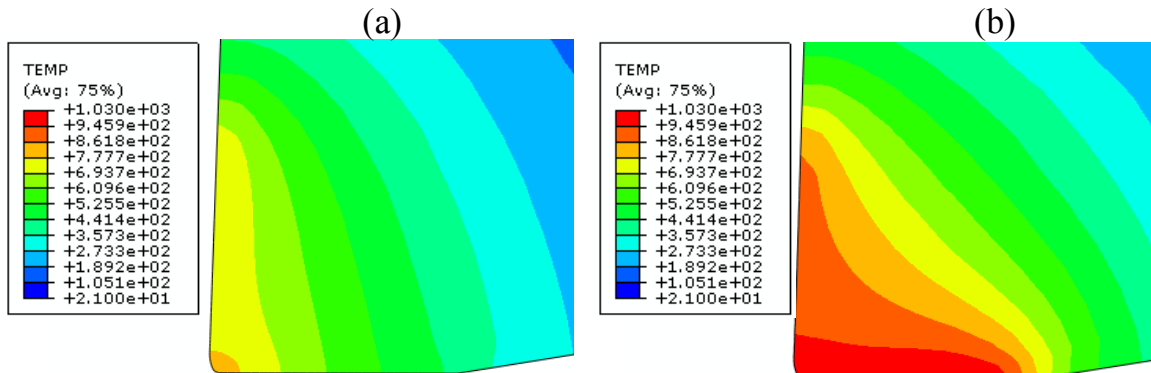 (a)
TEMP
(Avg: 75%)
+1.030e+03
+9.459e+02
+8.618e+02
+7.777e+02
+6.937e+02
+6.096e+02
+5.255e+02
+4.414e+02
+3.573e+02
+2.733e+02
+1.892e+02
+1.051e+02
+2.100e+01
(b)
TEMP
(Avg: 75%)
+1.030e+03
+9.459e+02
+8.618e+02
+7.777e+02
+6.937e+02
+6.096e+02
+5.255e+02
+4.414e+02
+3.573e+02
+2.733e+02
+1.892e+02
+1.051e+02
+2.100e+01